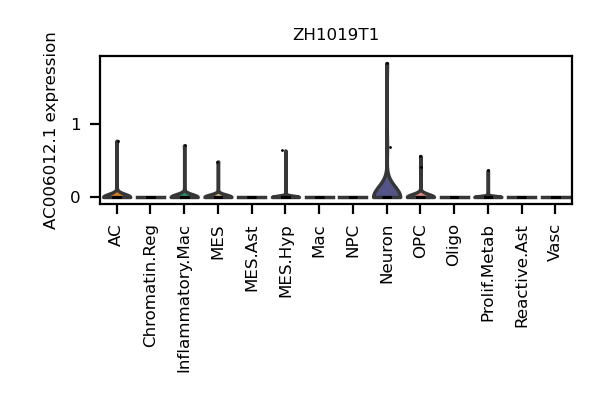 ZH1019T1
AC006012.1 expression
1
0
AC
Chromatin.Reg
Inflammatory.Mac
MES
MES.Ast
MES.Hyp
Mac
NPC
Neuron
OPC
Oligo
Prolif.Metab
Reactive.Ast
Vasc